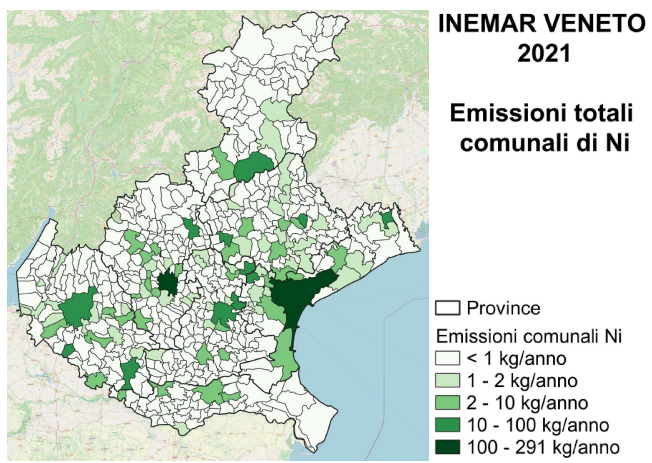 INEMAR VENETO
2021
Emissioni totali
comunali di Ni
Province
Emissioni comunali Ni
< 1 kg/anno
1 - 2 kg/anno
2 - 10 kg/anno
10 - 100 kg/anno
100 - 291 kg/anno